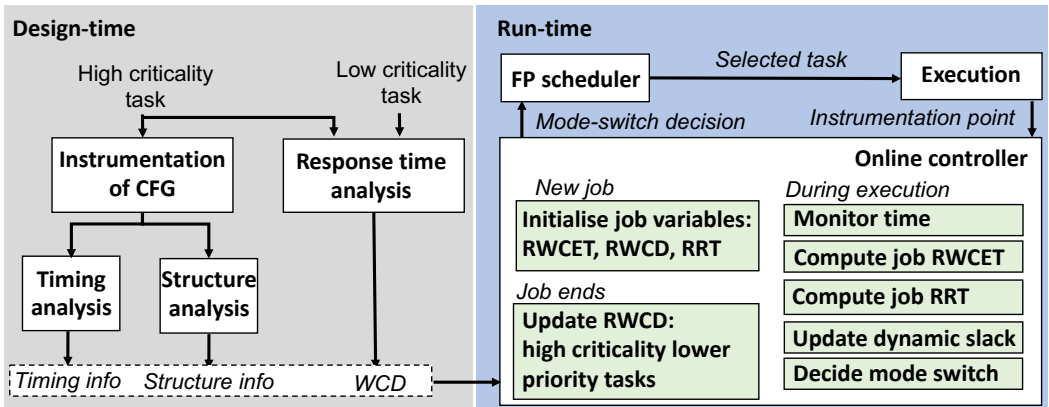 Design-time
High criticality
task
Low criticality
task
Instrumentation
of CFG
Response time
analysis
Timing
analysis
Structure
analysis
Timing info
Structure info
WCD
Run-time
FP scheduler
Selected task
Execution
Mode-switch decision
Instrumentation point
Online controller
New job
Initialise job variables:
RWCET, RWCD, RRT
Job ends
Update RWCD:
high criticality lower
priority tasks
During execution
Monitor time
Compute job RWCET
Compute job RRT
Update dynamic slack
Decide mode switch